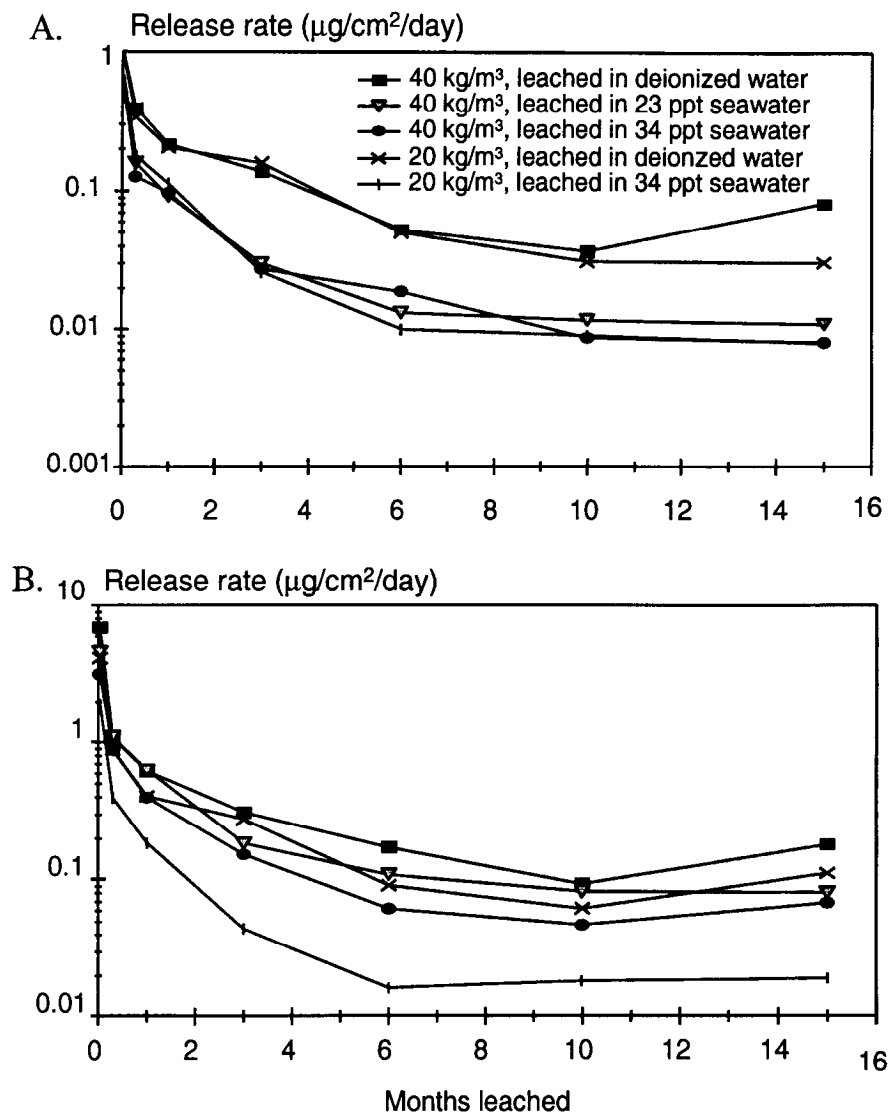 A.
Release rate (μg/cm²/day)
40 kg/m³, leached in deionized water
40 kg/m³, leached in 23 ppt seawater
40 kg/m³, leached in 34 ppt seawater
20 kg/m³, leached in deionzed water
20 kg/m³, leached in 34 ppt seawater
1
0.1
0.01
0.001
0 2 4 6 8 10 12 14 16
B.
Release rate (μg/cm²/day)
10
1
0.1
0.01
0 2 4 6 8 10 12 14 16
Months leached